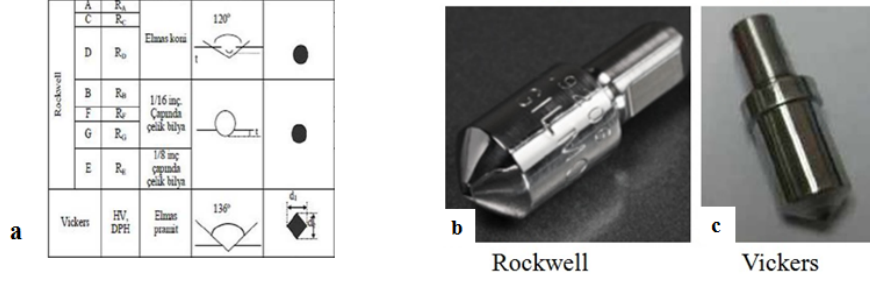 A R_A
C R_C
D R_D
Elmas koni
120°
t
Rockwell
B R_B
F R_F
G R_G
1/16 inç.
Çapında
çelik bilya
t
E R_E
1/8 inç
çapında
çelik bilya
Vickers
HV,
DPH
Elmas
pramit
136°
d₁
a
b
c
Rockwell
Vickers